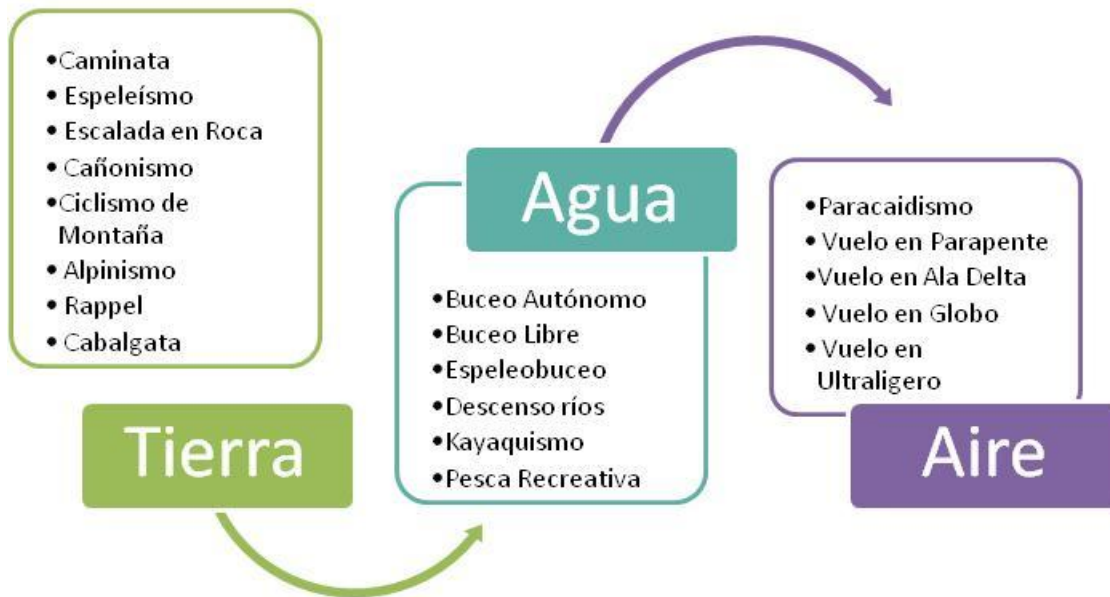 •Caminata
• Espeleísmo
• Escalada en Roca
• Cañonismo
•Ciclismo de
Montaña
• Alpinismo
• Rappel
• Cabalgata
Tierra
Agua
•Buceo Autónomo
•Buceo Libre
•Espeleobuceo
•Descenso ríos
•Kayaquismo
•Pesca Recreativa
•Paracaidismo
• Vuelo en Parapente
•Vuelo en Ala Delta
• Vuelo en Globo
• Vuelo en
Ultraligero
Aire